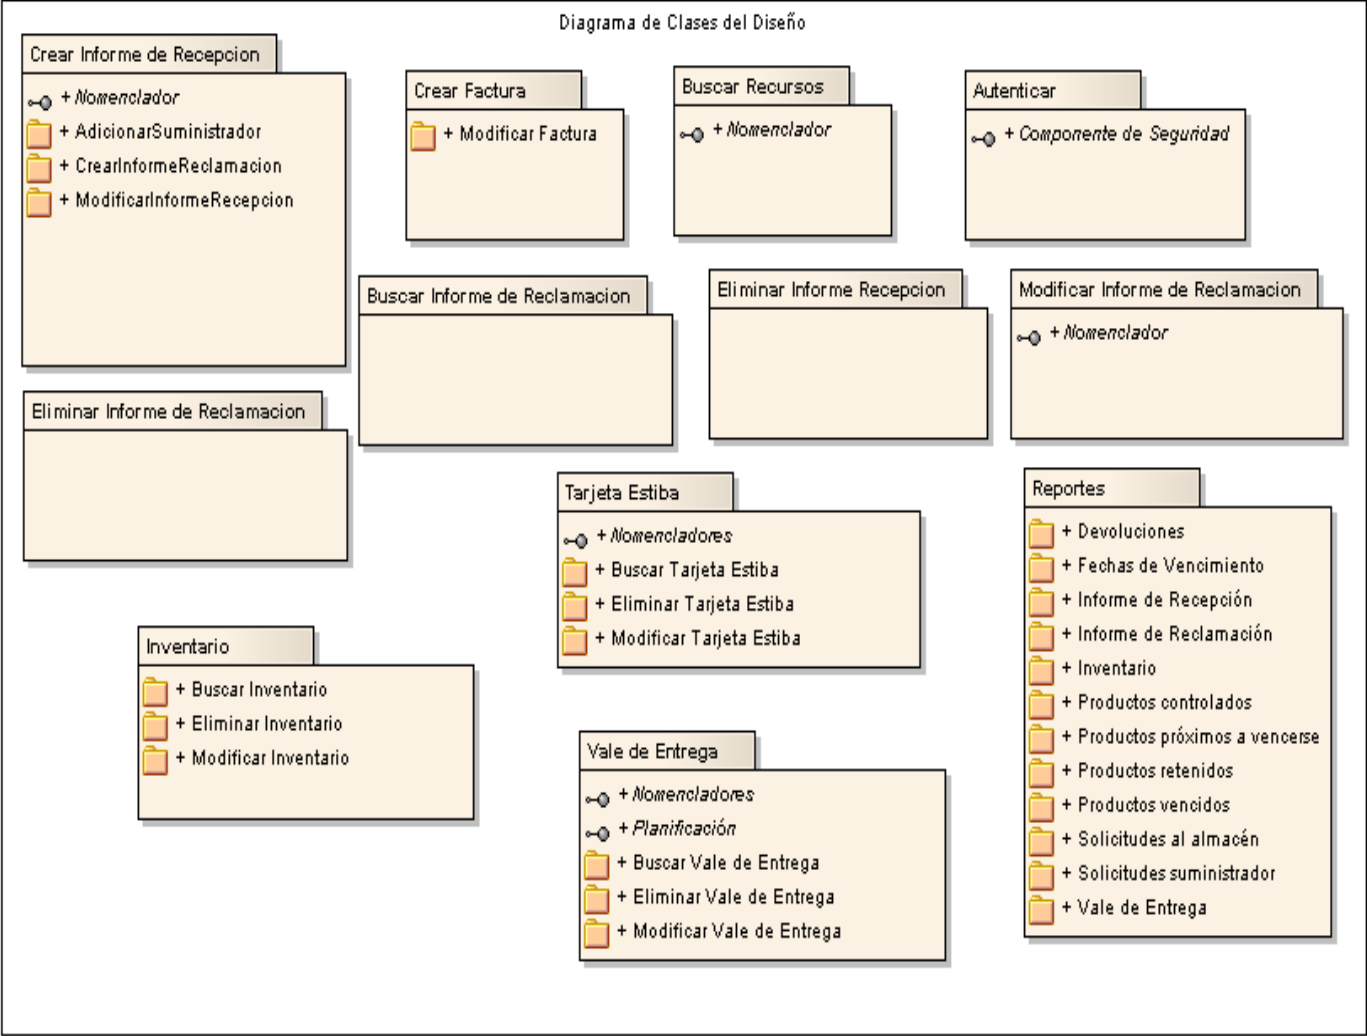 Diagrama de Clases del Diseño
Crear Informe de Recepcion
+ Nomenclador
+ AdicionarSuministrador
+ CrearInformeReclamacion
+ ModificarInformeRecepcion
Crear Factura
+ Modificar Factura
Buscar Recursos
+ Nomenclador
Autenticar
+ Componente de Seguridad
Buscar Informe de Reclamacion
Eliminar Informe Recepcion
Modificar Informe de Reclamacion
+ Nomenclador
Eliminar Informe de Reclamacion
Tarjeta Estiba
+ Nomencladores
+ Buscar Tarjeta Estiba
+ Eliminar Tarjeta Estiba
+ Modificar Tarjeta Estiba
Reportes
+ Devoluciones
+ Fechas de Vencimiento
+ Informe de Recepción
+ Informe de Reclamación
+ Inventario
+ Productos controlados
+ Productos próximos a vencerse
+ Productos retenidos
+ Productos vencidos
+ Solicitudes al almacén
+ Solicitudes suministrador
+ Vale de Entrega
Inventario
+ Buscar Inventario
+ Eliminar Inventario
+ Modificar Inventario
Vale de Entrega
+ Nomencladores
+ Planificación
+ Buscar Vale de Entrega
+ Eliminar Vale de Entrega
+ Modificar Vale de Entrega